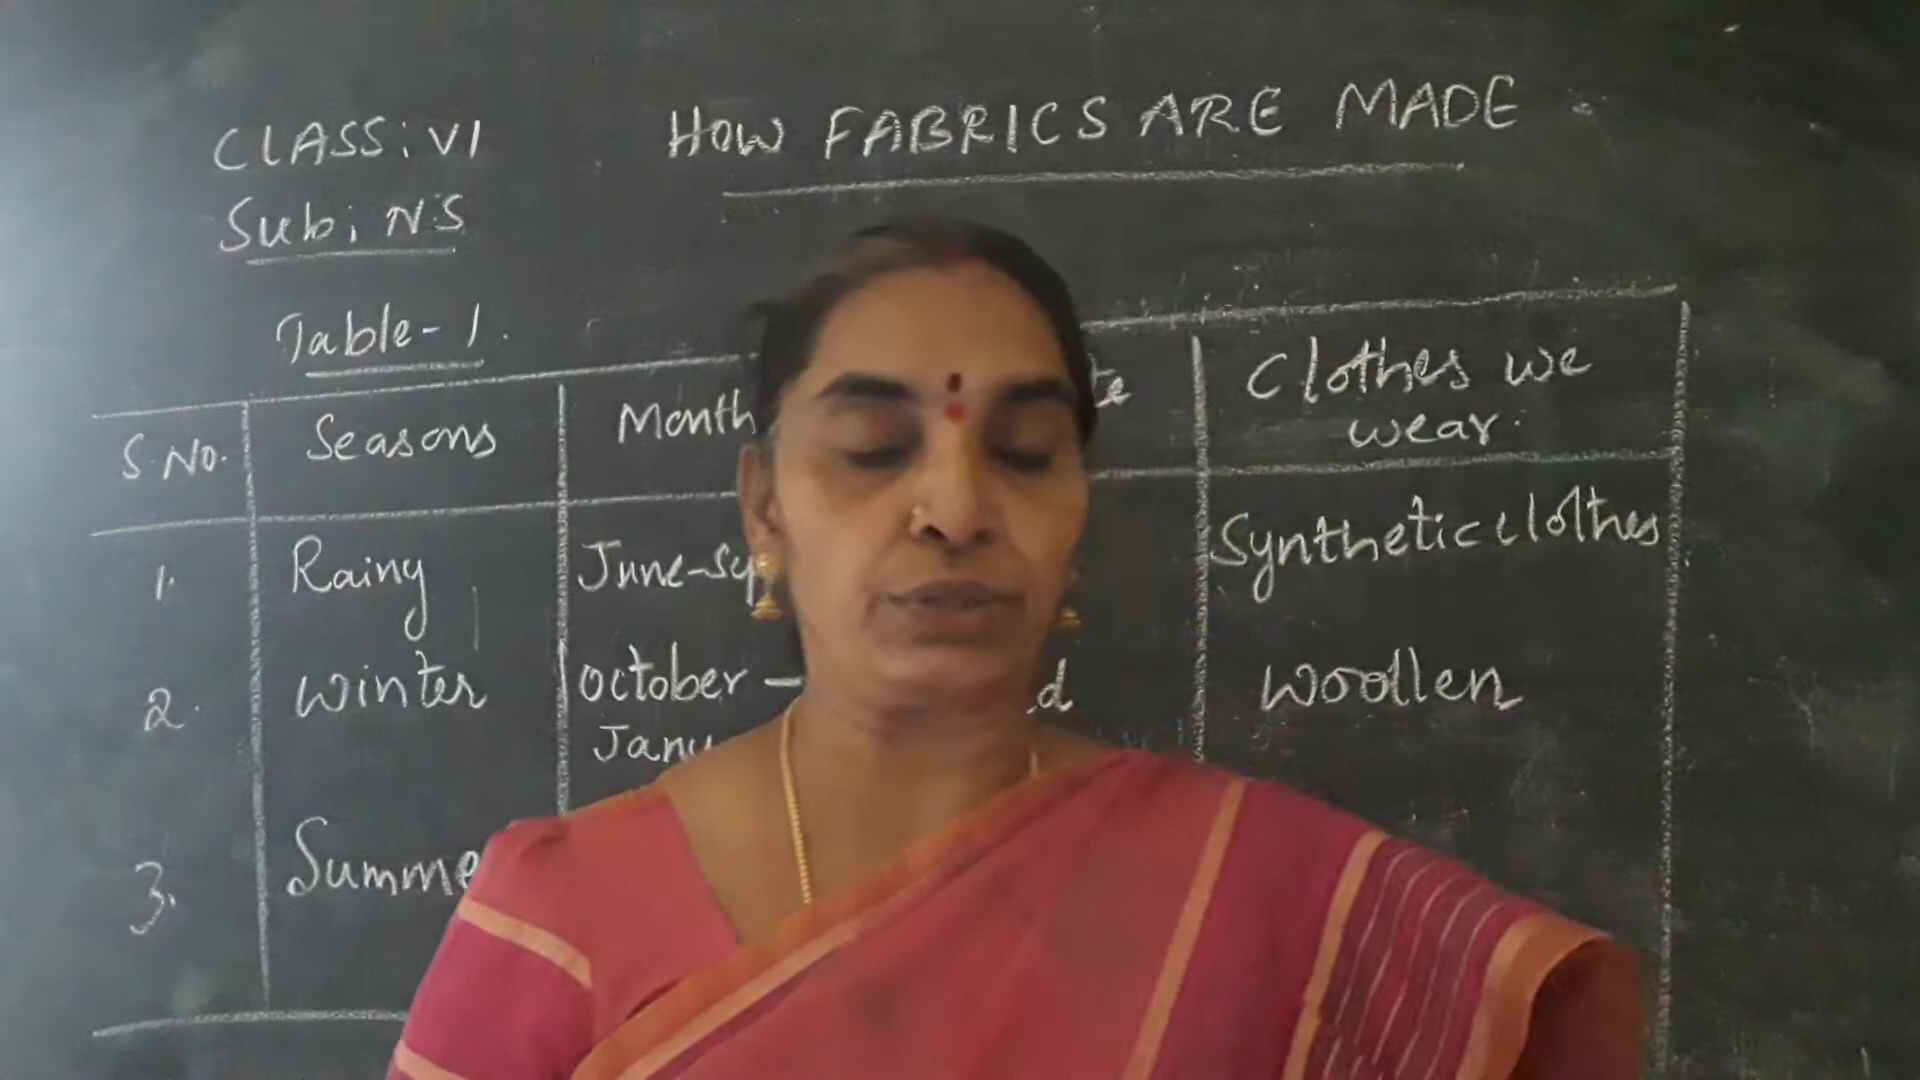 CLASS: VI
HOW FABRICS ARE MADE
Sub: N.S
Table-1.
S.No. Seasons Month Clothes we wear.
1. Rainy June- Synthetic clothes
2. Winter October - Woollen
3.